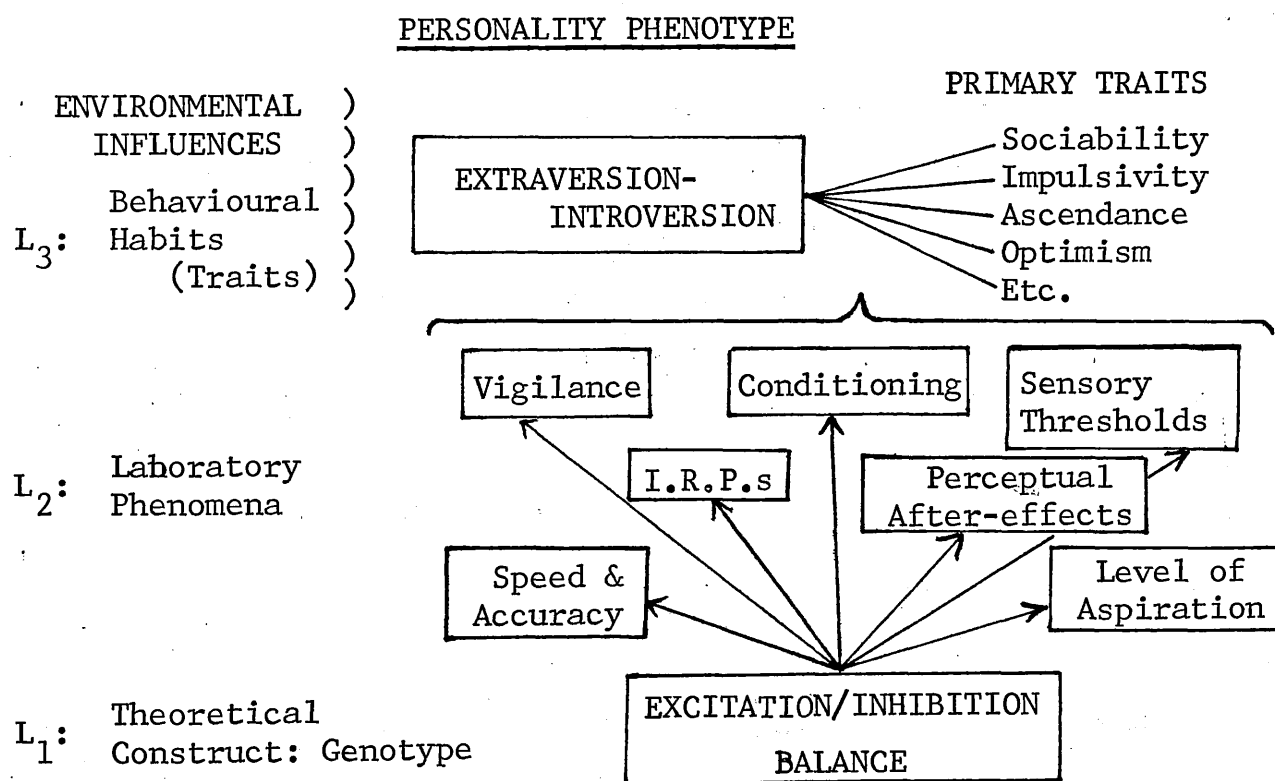 PERSONALITY PHENOTYPE
PRIMARY TRAITS
ENVIRONMENTAL )
INFLUENCES )
)
Behavioural )
L3: Habits )
(Traits) )
)
EXTRAVERSION-
INTROVERSION
Sociability
Impulsivity
Ascendance
Optimism
Etc.
Vigilance
Conditioning
Sensory
Thresholds
L2: Laboratory
Phenomena
I.R.P.s
Perceptual
After-effects
Speed &
Accuracy
Level of
Aspiration
L1: Theoretical
Construct: Genotype
EXCITATION/INHIBITION
BALANCE